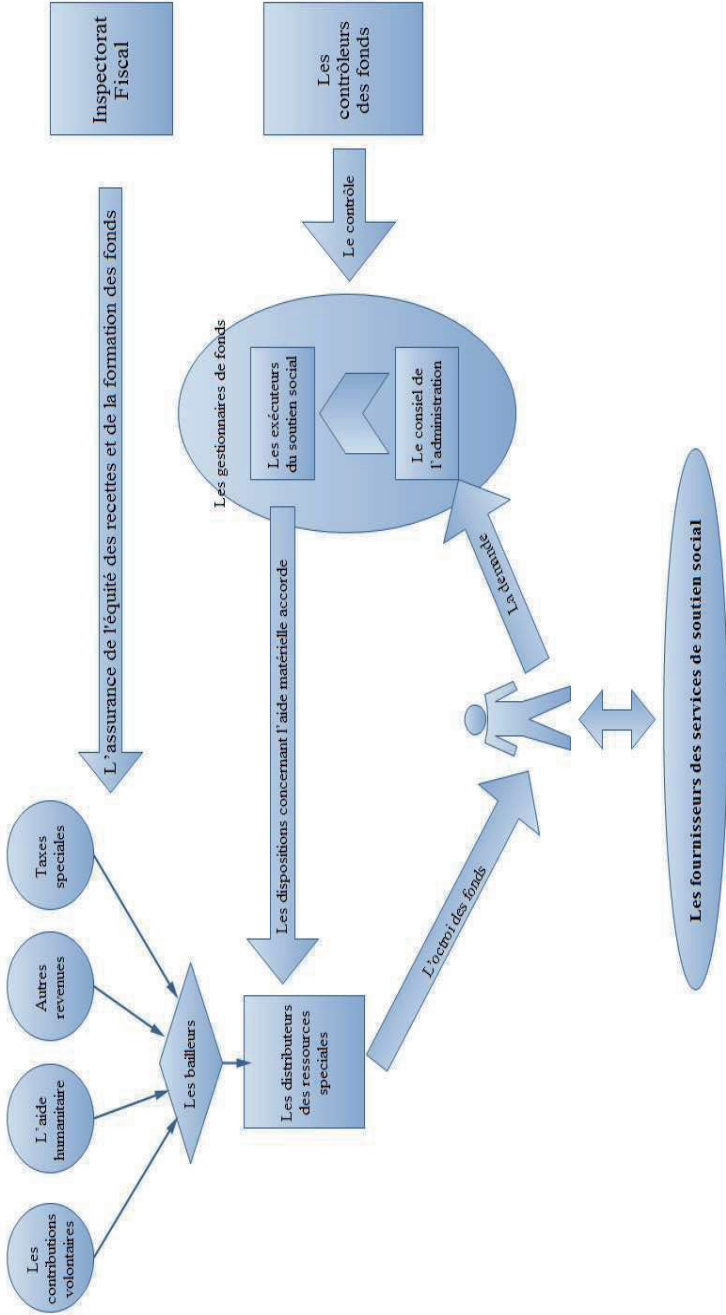 Les
contributions
volontaires
L'aide
humanitaire
Autres
revenues
Taxes
speciales
L'assurance de l'équité des recettes et de la formation des fonds
Inspectorat
Fiscal
Les bailleurs
Les distributeurs
des ressources
speciales
Les dispositions concernant l'aide matérielle accorde
Les gestionnaires de fonds
Les exécuteurs
du soutien social
Le consiel de
l'administration
Le contrôle
Les
contrôleurs
des fonds
L'octroi des fonds
La demande
Les fournisseurs des services de soutien social